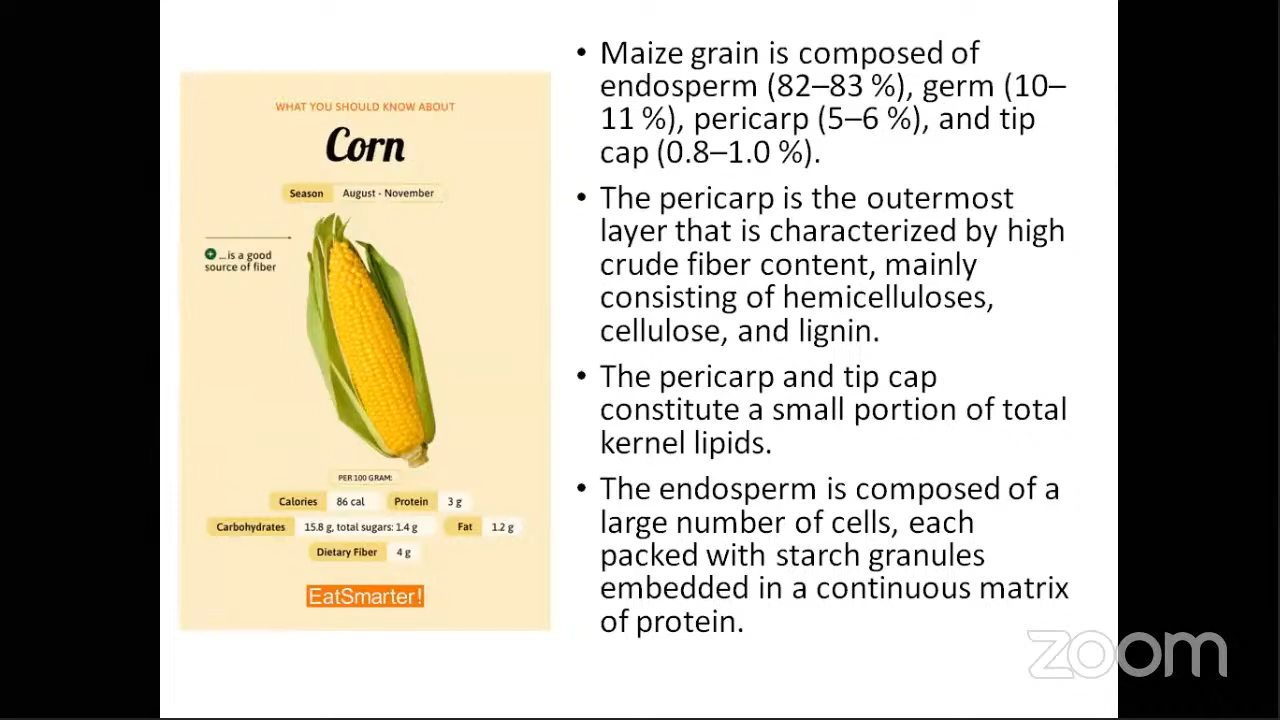 WHAT YOU SHOULD KNOW ABOUT
Corn
Season August - November
...is a good
source of fiber
PER 100 GRAM:
Calories 86 cal Protein 3 g
Carbohydrates 15.8 g, total sugars: 1.4 g Fat 1.2 g
Dietary Fiber 4 g
EatSmarter!
• Maize grain is composed of
endosperm (82–83 %), germ (10–
11 %), pericarp (5–6 %), and tip
cap (0.8–1.0 %).
• The pericarp is the outermost
layer that is characterized by high
crude fiber content, mainly
consisting of hemicelluloses,
cellulose, and lignin.
• The pericarp and tip cap
constitute a small portion of total
kernel lipids.
• The endosperm is composed of a
large number of cells, each
packed with starch granules
embedded in a continuous matrix
of protein.
zoom